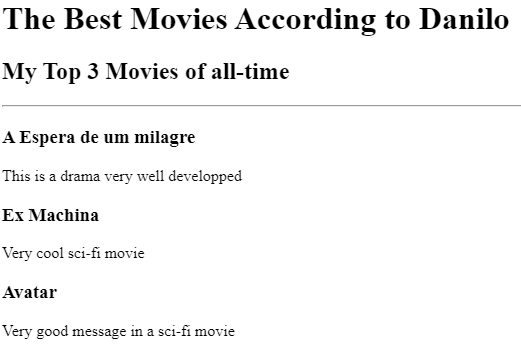 The Best Movies According to Danilo
My Top 3 Movies of all-time
A Espera de um milagre
This is a drama very well developped
Ex Machina
Very cool sci-fi movie
Avatar
Very good message in a sci-fi movie